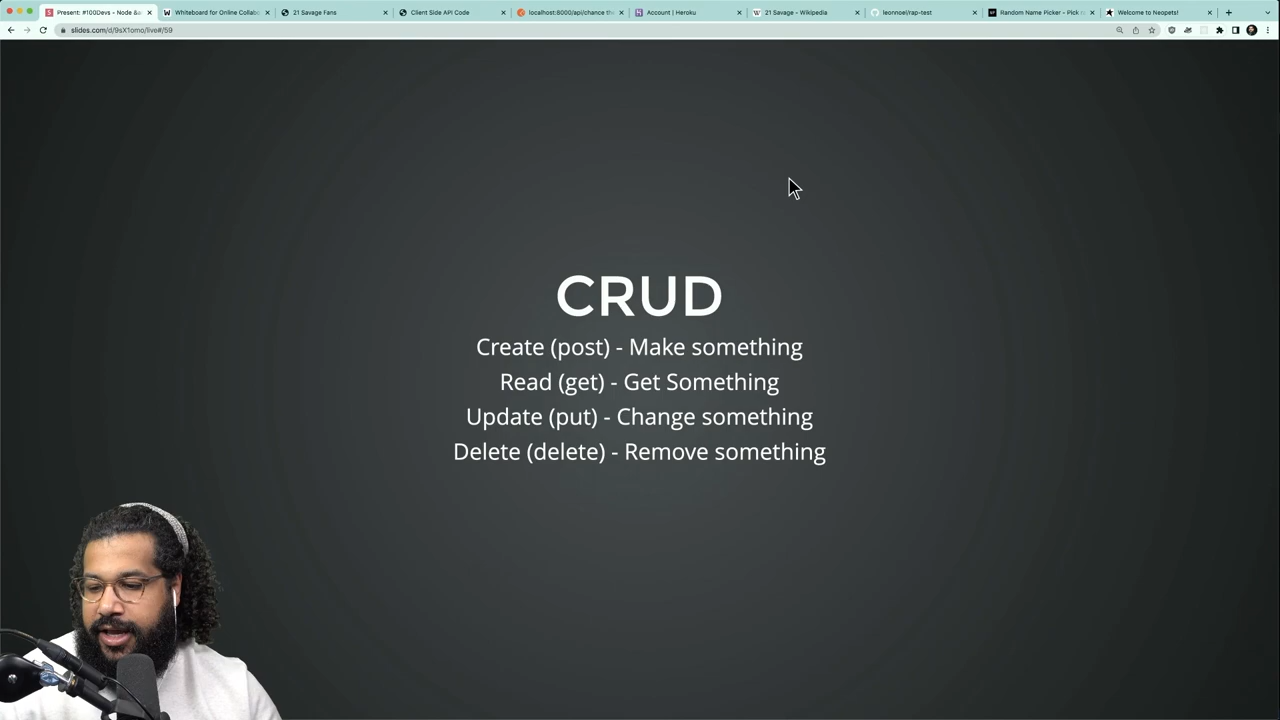 Present: #100Devs - Node &a
Whiteboard for Online Collabo
21 Savage Fans
Client Side API Code
localhost:8000/api/chance th
Account | Heroku
21 Savage - Wikipedia
leonnoel/rap-test
Random Name Picker - Pick
Welcome to Neopets!
slides.com/d/9sX1omo/live#/59
CRUD
Create (post) - Make something
Read (get) - Get Something
Update (put) - Change something
Delete (delete) - Remove something